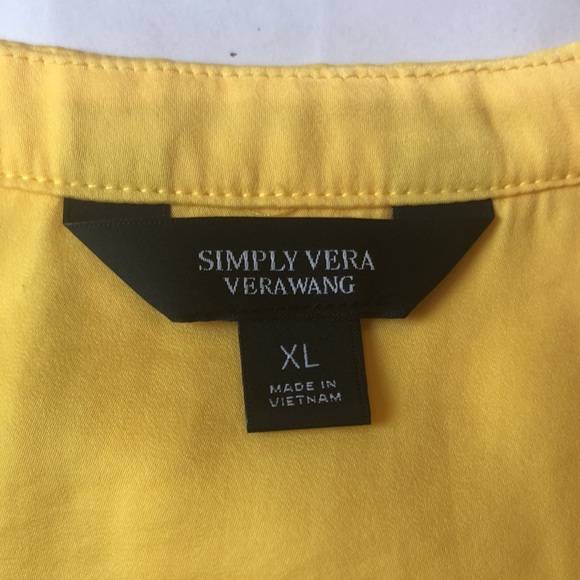 SIMPLY VERA
VERAWANG
XL
MADE IN
VIETNAM